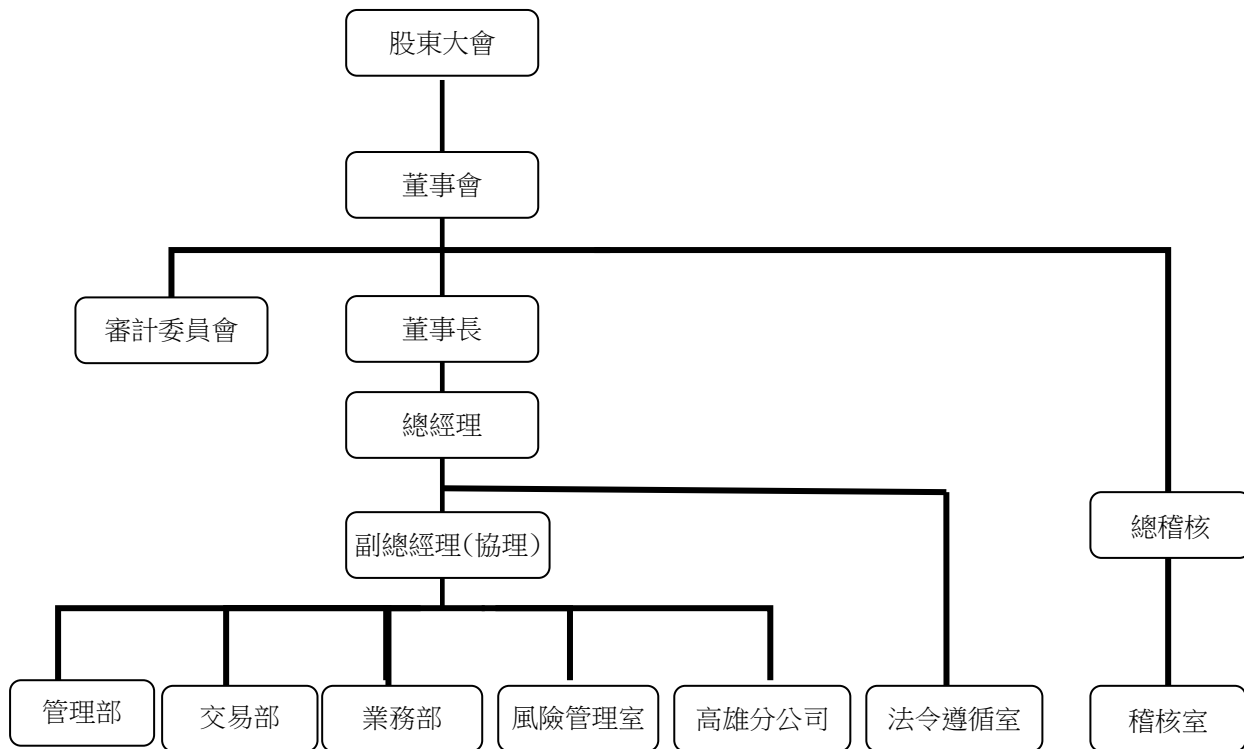 股東大會
董事會
審計委員會
董事長
總經理
副總經理(協理)
總稽核
管理部
交易部
業務部
風險管理室
高雄分公司
法令遵循室
稽核室